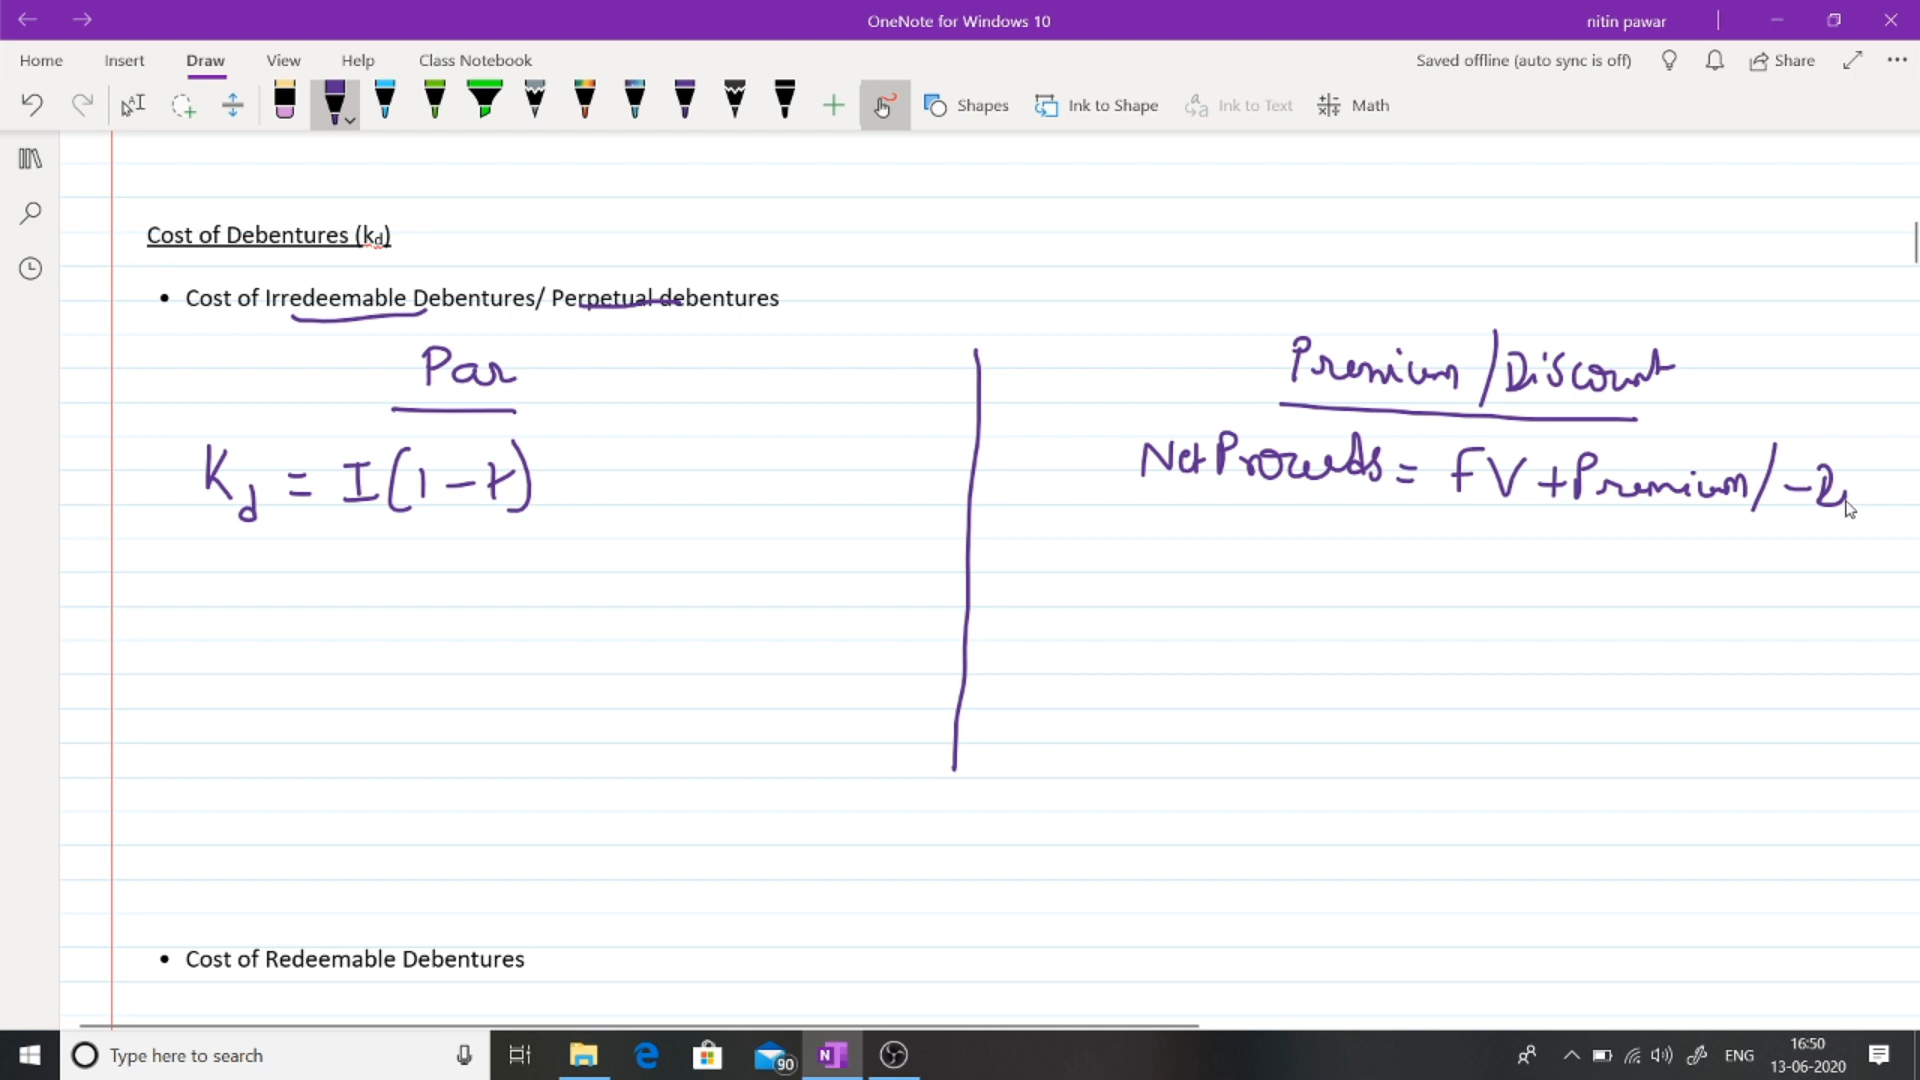 OneNote for Windows 10
nitin pawar
Home Insert Draw View Help Class Notebook
Saved offline (auto sync is off) Share
Shapes Ink to Shape Ink to Text Math
Cost of Debentures (kd)
• Cost of Irredeemable Debentures/ Perpetual debentures
Par
Kd = I(1-t)
Premium/Discount
Net Proceeds = FV + Premium/ - Di
• Cost of Redeemable Debentures
Type here to search
90
N
ENG
16:50
13-06-2020